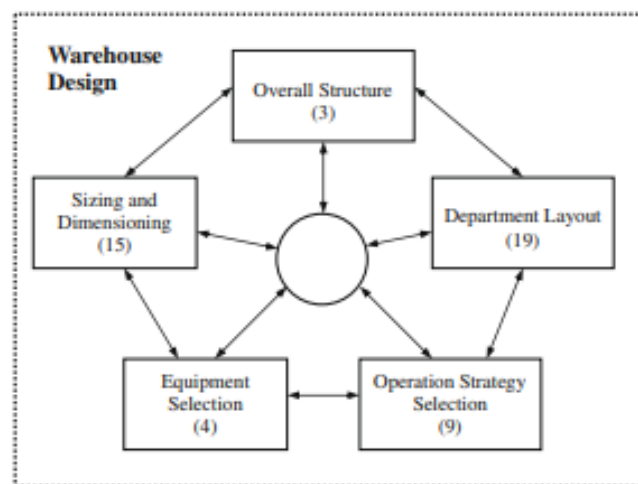 Warehouse
Design
Overall Structure
(3)
Sizing and
Dimensioning
(15)
Department Layout
(19)
Equipment
Selection
(4)
Operation Strategy
Selection
(9)